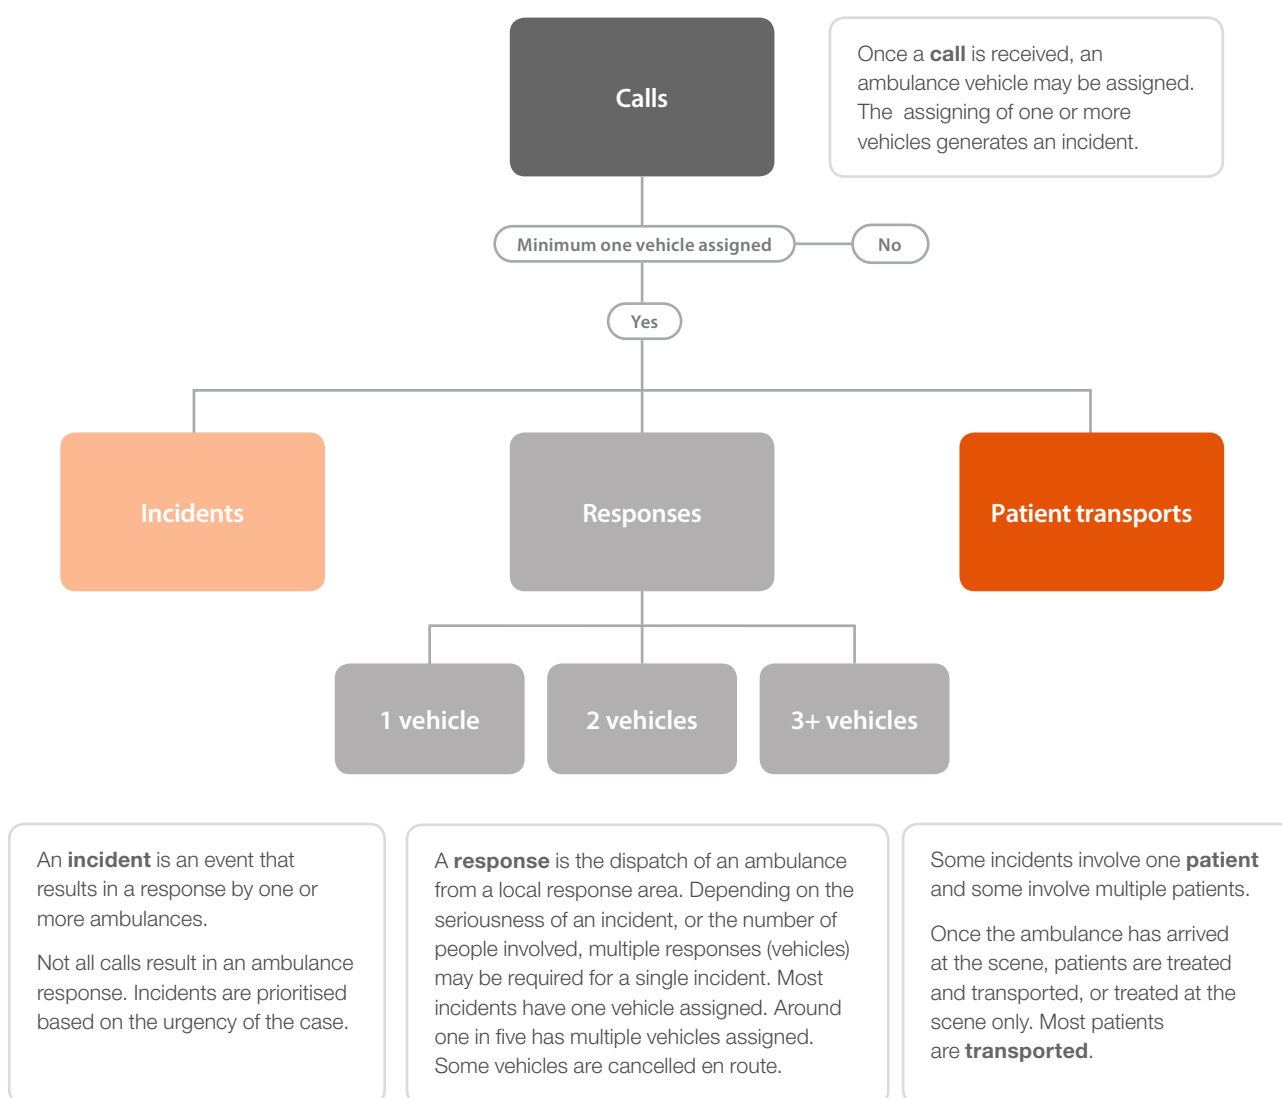 Calls
Once a call is received, an
ambulance vehicle may be assigned.
The  assigning of one or more
vehicles generates an incident.
Minimum one vehicle assigned
No
Yes
Incidents
Responses
Patient transports
1 vehicle
2 vehicles
3+ vehicles
An incident is an event that
results in a response by one or
more ambulances.
Not all calls result in an ambulance
response. Incidents are prioritised
based on the urgency of the case.
A response is the dispatch of an ambulance
from a local response area. Depending on the
seriousness of an incident, or the number of
people involved, multiple responses (vehicles)
may be required for a single incident. Most
incidents have one vehicle assigned. Around
one in five has multiple vehicles assigned.
Some vehicles are cancelled en route.
Some incidents involve one patient
and some involve multiple patients.
Once the ambulance has arrived
at the scene, patients are treated
and transported, or treated at the
scene only. Most patients
are transported.